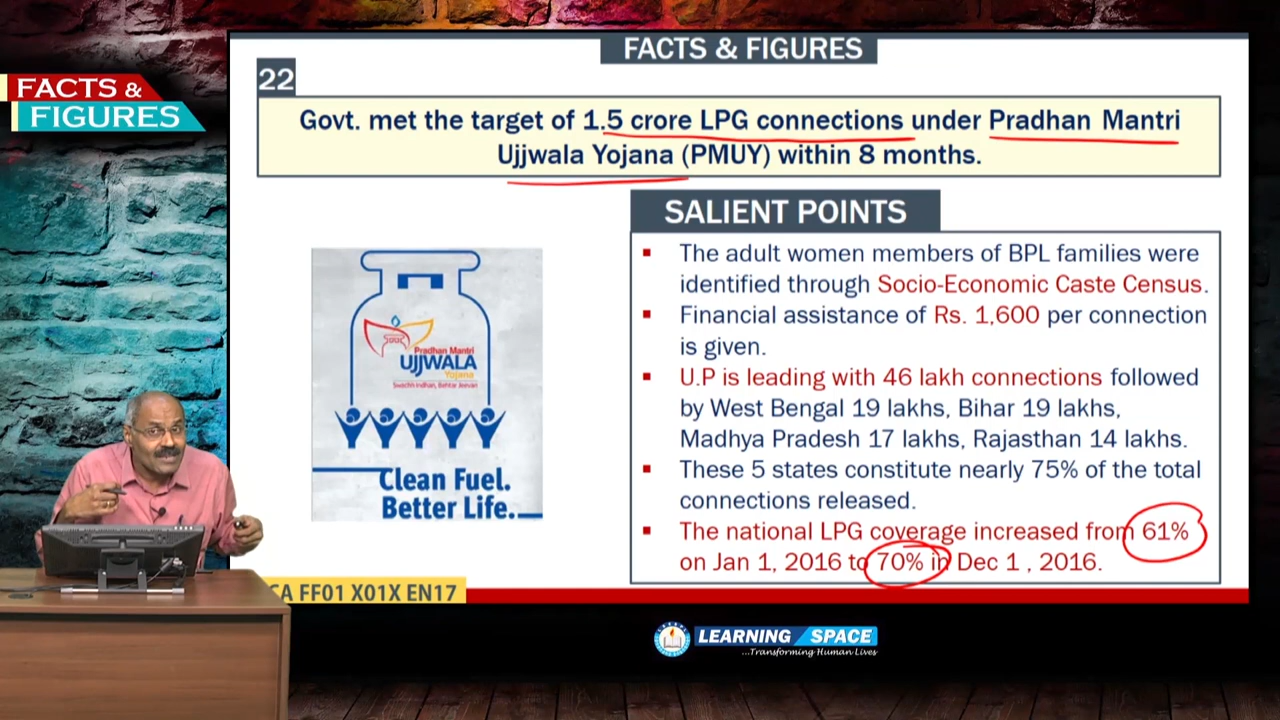 FACTS & FIGURES
FACTS &
FIGURES
22
Govt. met the target of 1.5 crore LPG connections under Pradhan Mantri
Ujjwala Yojana (PMUY) within 8 months.
SALIENT POINTS
Pradhan Mantri
UJJWALA
Yojana
Swachh Indhan, Behtar Jeevan
Clean Fuel.
Better Life.
▪ The adult women members of BPL families were
identified through Socio-Economic Caste Census.
▪ Financial assistance of Rs. 1,600 per connection
is given.
▪ U.P is leading with 46 lakh connections followed
by West Bengal 19 lakhs, Bihar 19 lakhs,
Madhya Pradesh 17 lakhs, Rajasthan 14 lakhs.
▪ These 5 states constitute nearly 75% of the total
connections released.
▪ The national LPG coverage increased from 61%
on Jan 1, 2016 to 70% in Dec 1 , 2016.
CA FF01 X01X EN17
LEARNING SPACE
...Transforming Human Lives